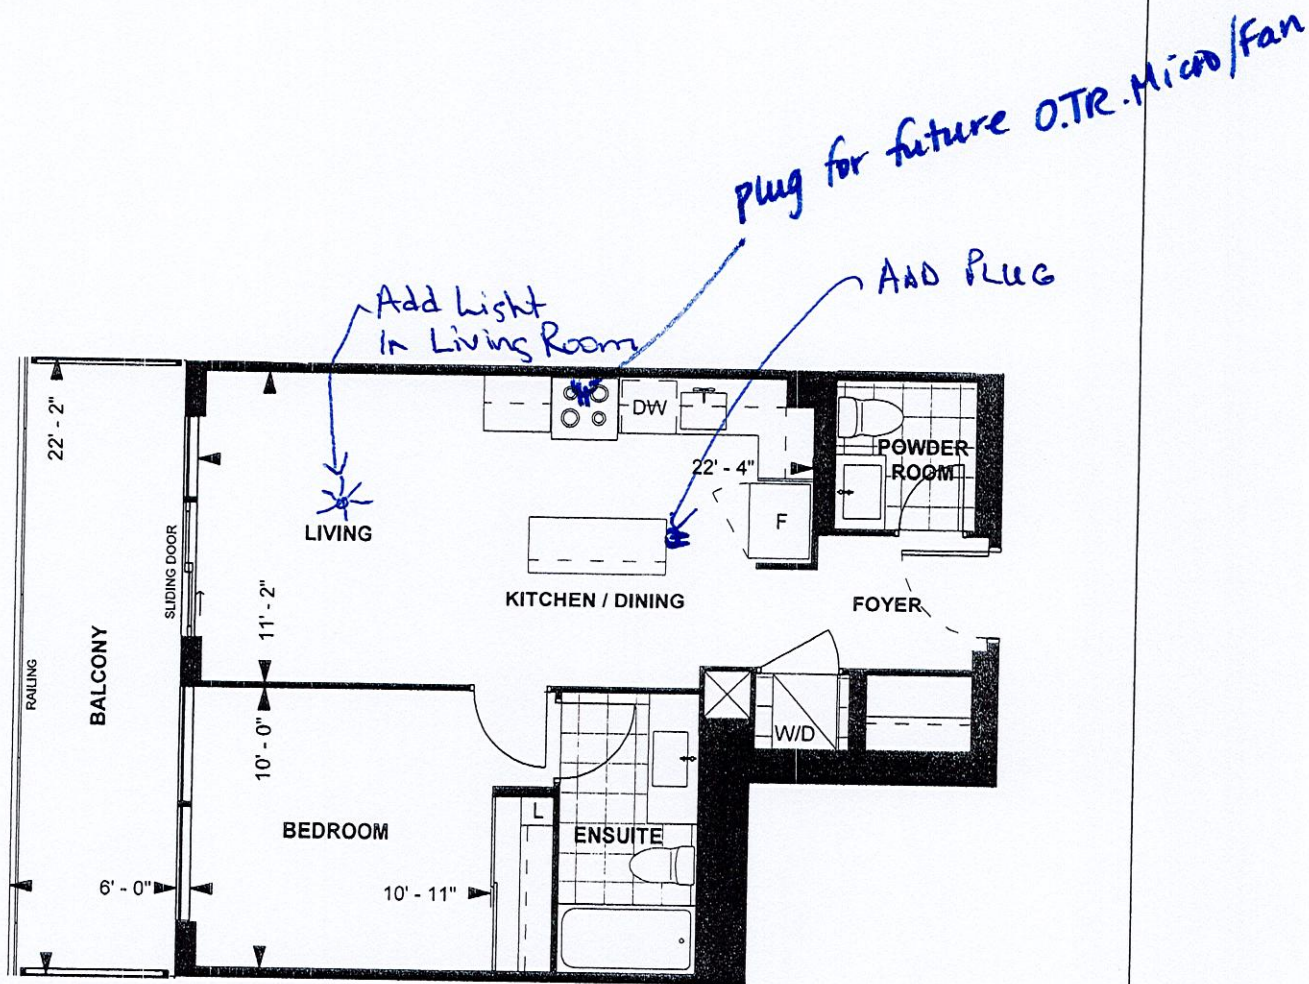 plug for future O.T.R. Micro/Fan
ADD PLUG
Add Light
In Living Room
22' - 2"
DW
22' - 4"
POWDER
ROOM
F
LIVING
SLIDING DOOR
11' - 2"
KITCHEN / DINING
FOYER
RAILING
BALCONY
10' - 0"
W/D
L
BEDROOM
ENSUITE
6' - 0"
10' - 11"